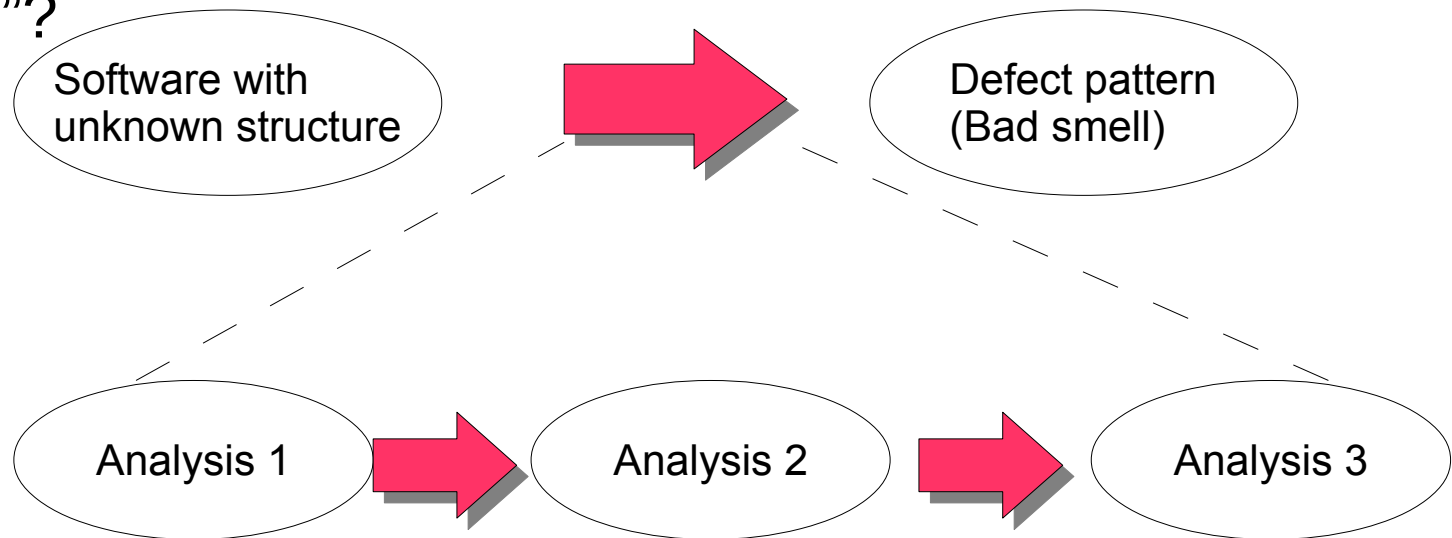 ”?
Software with
unknown structure
Defect pattern
(Bad smell)
Analysis 1
Analysis 2
Analysis 3